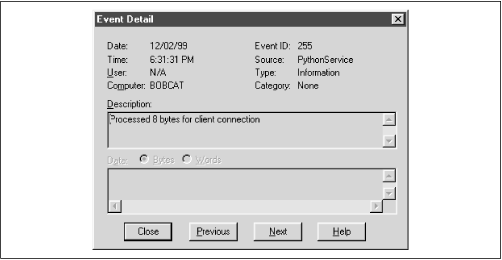 Event Detail
Date: 12/02/99 Event ID: 255
Time: 6:31:31 PM Source: PythonService
User: N/A Type: Information
Computer: BOBCAT Category: None
Description:
Processed 8 bytes for client connection
Data: Bytes Words
Close Previous Next Help